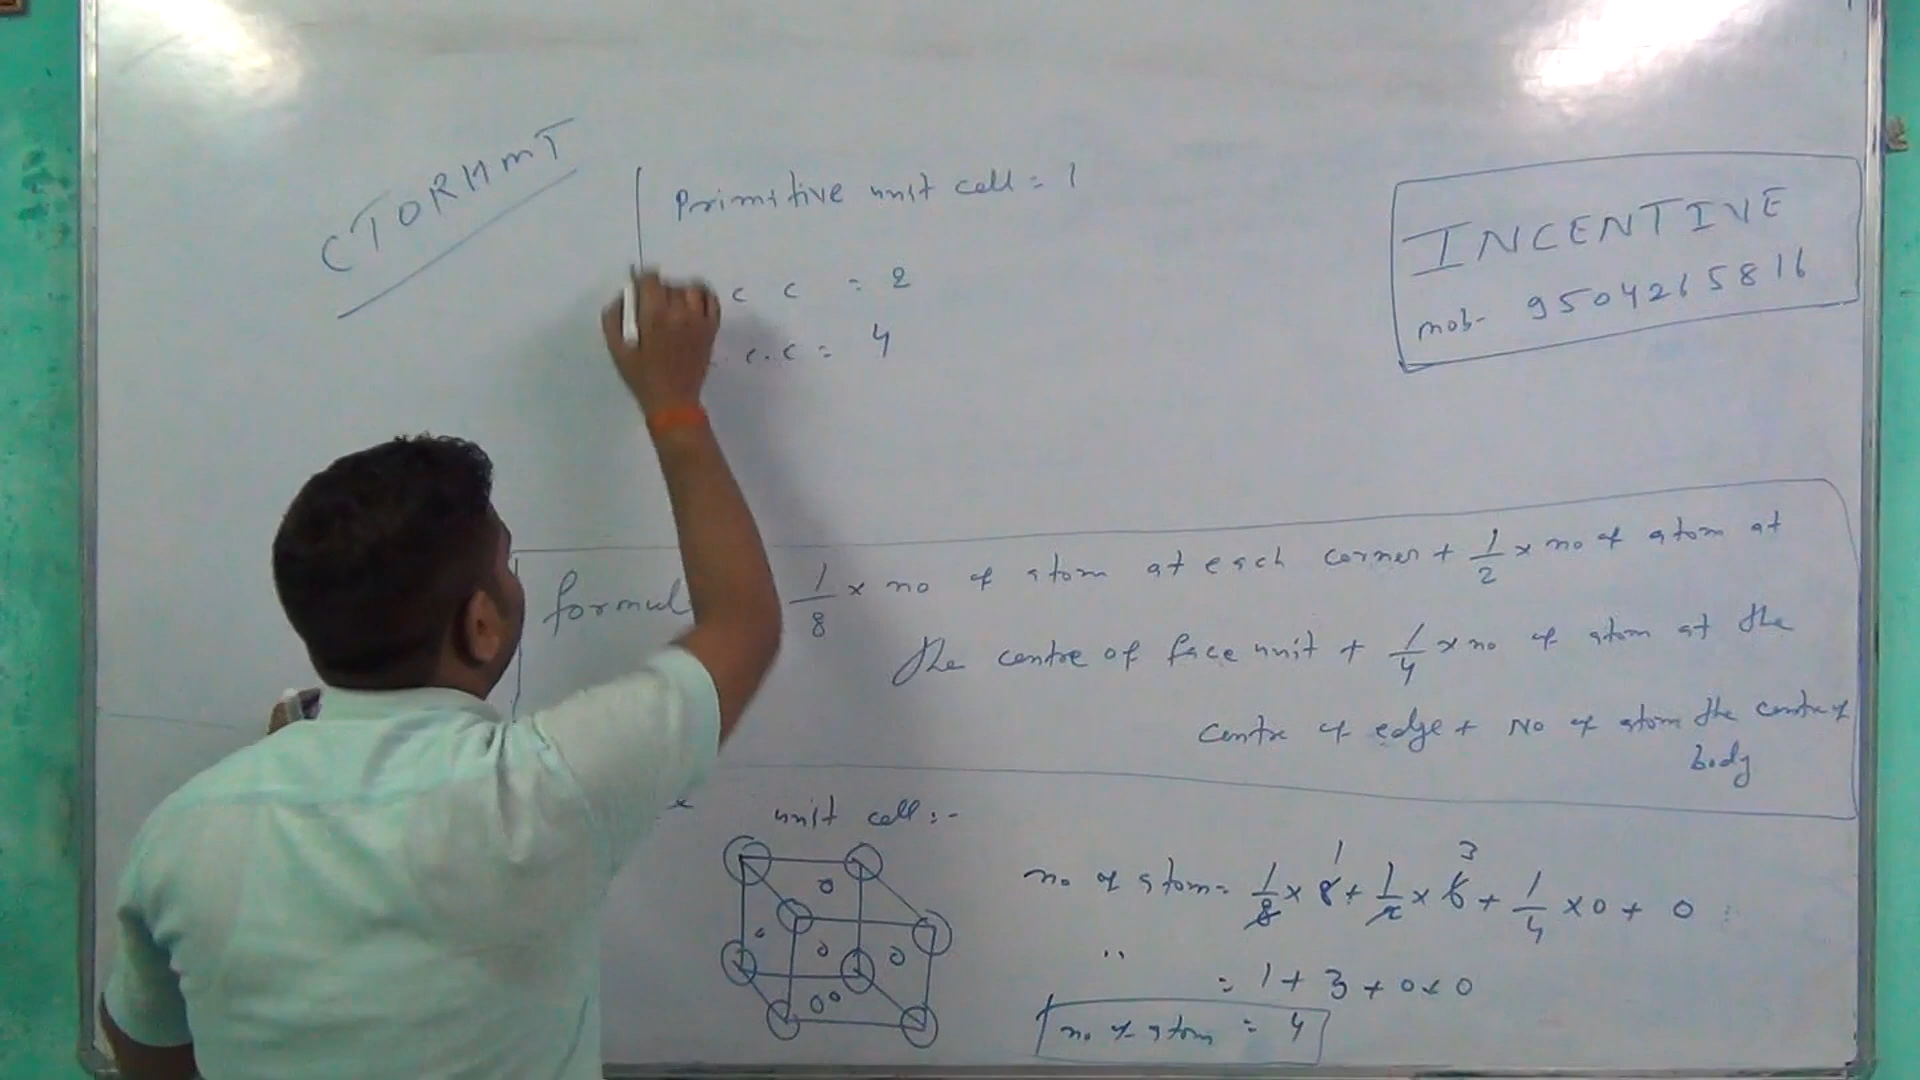 CTORHMT
Primitive unit cell = 1
c c = 2
c.c = 4
INCENTIVE
mob- 9504265816
formul 1/8 × no of atom at each corner + 1/2 × no of atom at
the centre of face unit + 1/4 × no of atom at the
centre of edge + No of atom the centre of
body
unit cell :-
no. of atom = 1/8 × 8 1 + 1/2 × 6 3 + 1/4 × 0 + 0
" = 1 + 3 + 0 + 0
no. of atom = 4